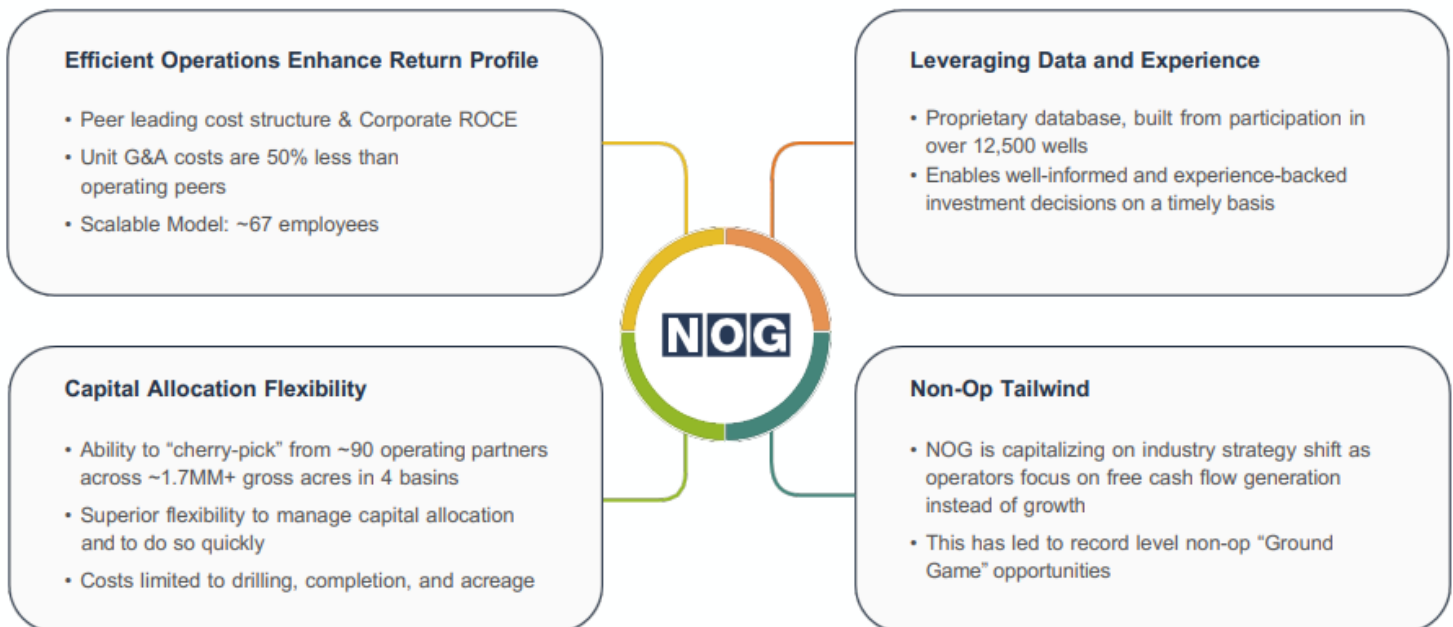 Efficient Operations Enhance Return Profile
• Peer leading cost structure & Corporate ROCE
• Unit G&A costs are 50% less than
operating peers
• Scalable Model: ~67 employees
Leveraging Data and Experience
• Proprietary database, built from participation in
over 12,500 wells
• Enables well-informed and experience-backed
investment decisions on a timely basis
NOG
Capital Allocation Flexibility
• Ability to “cherry-pick” from ~90 operating partners
across ~1.7MM+ gross acres in 4 basins
• Superior flexibility to manage capital allocation
and to do so quickly
• Costs limited to drilling, completion, and acreage
Non-Op Tailwind
• NOG is capitalizing on industry strategy shift as
operators focus on free cash flow generation
instead of growth
• This has led to record level non-op “Ground
Game” opportunities